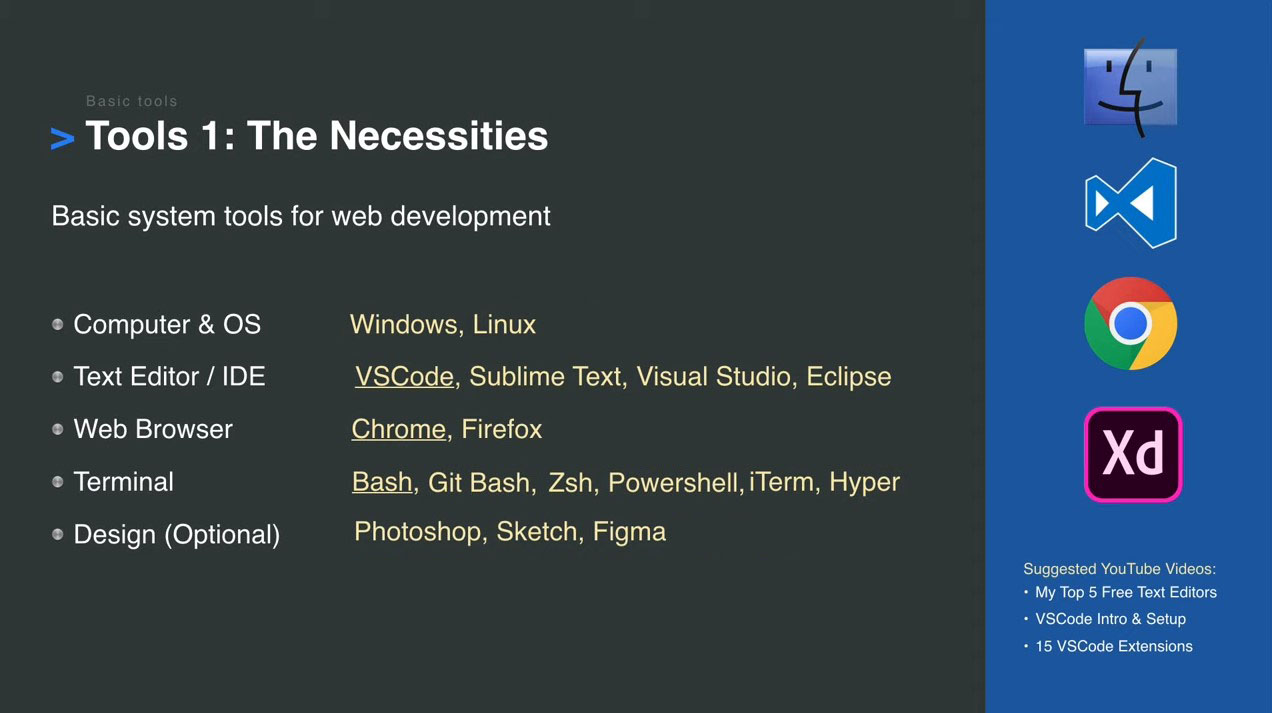 Basic tools
> Tools 1: The Necessities
Basic system tools for web development
Computer & OS Windows, Linux
Text Editor / IDE VSCode, Sublime Text, Visual Studio, Eclipse
Web Browser Chrome, Firefox
Terminal Bash, Git Bash, Zsh, Powershell, iTerm, Hyper
Design (Optional) Photoshop, Sketch, Figma
Xd
Suggested YouTube Videos:
• My Top 5 Free Text Editors
• VSCode Intro & Setup
• 15 VSCode Extensions